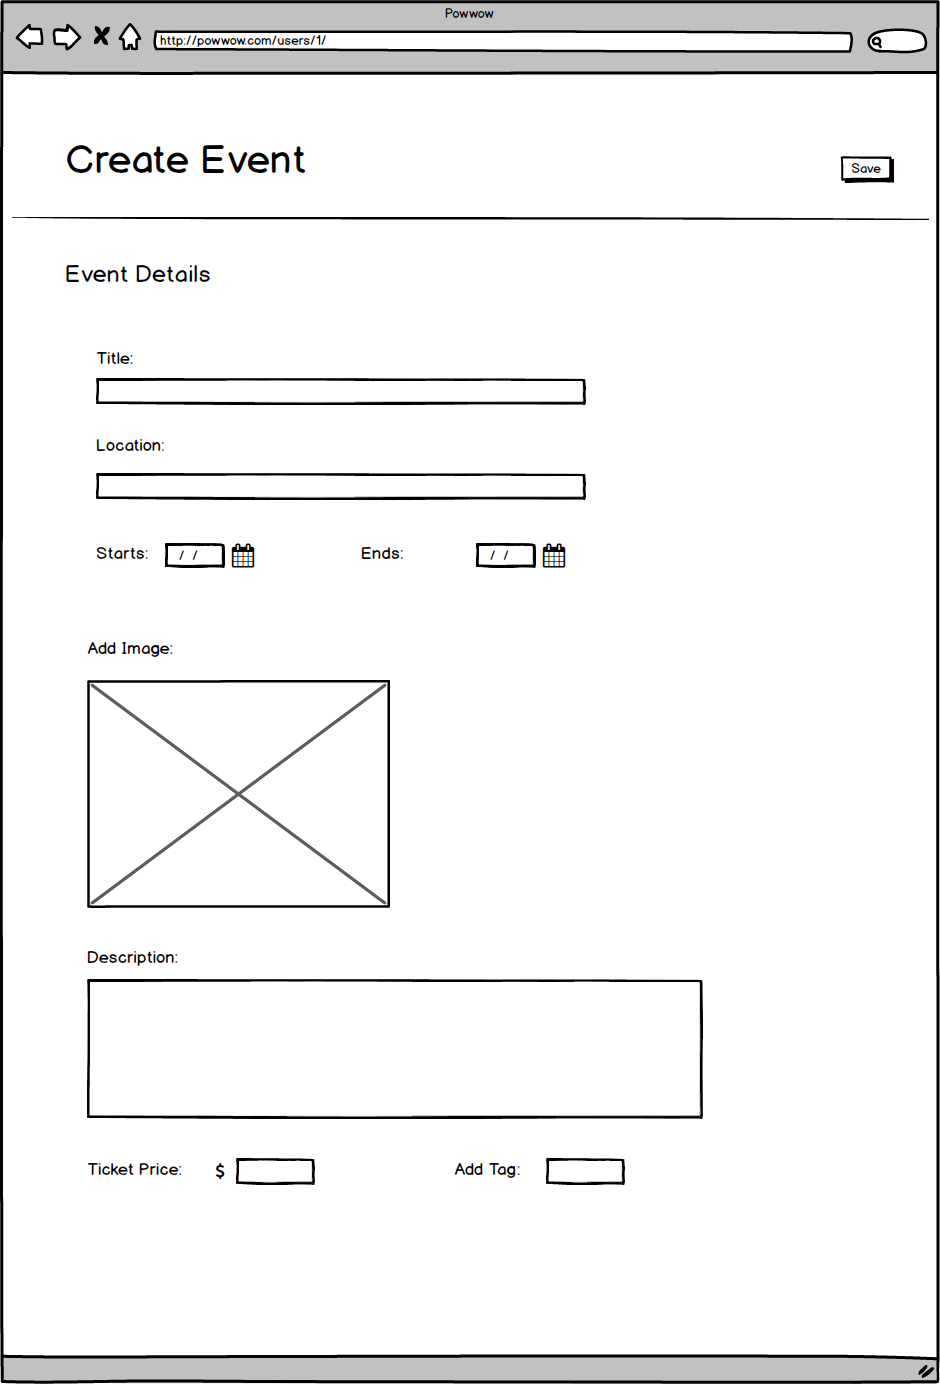 Powwow
http://powwow.com/users/1/
Create Event
Save
Event Details
Title:
Location:
Starts: / / Ends: / /
Add Image:
Description:
Ticket Price: $ Add Tag: